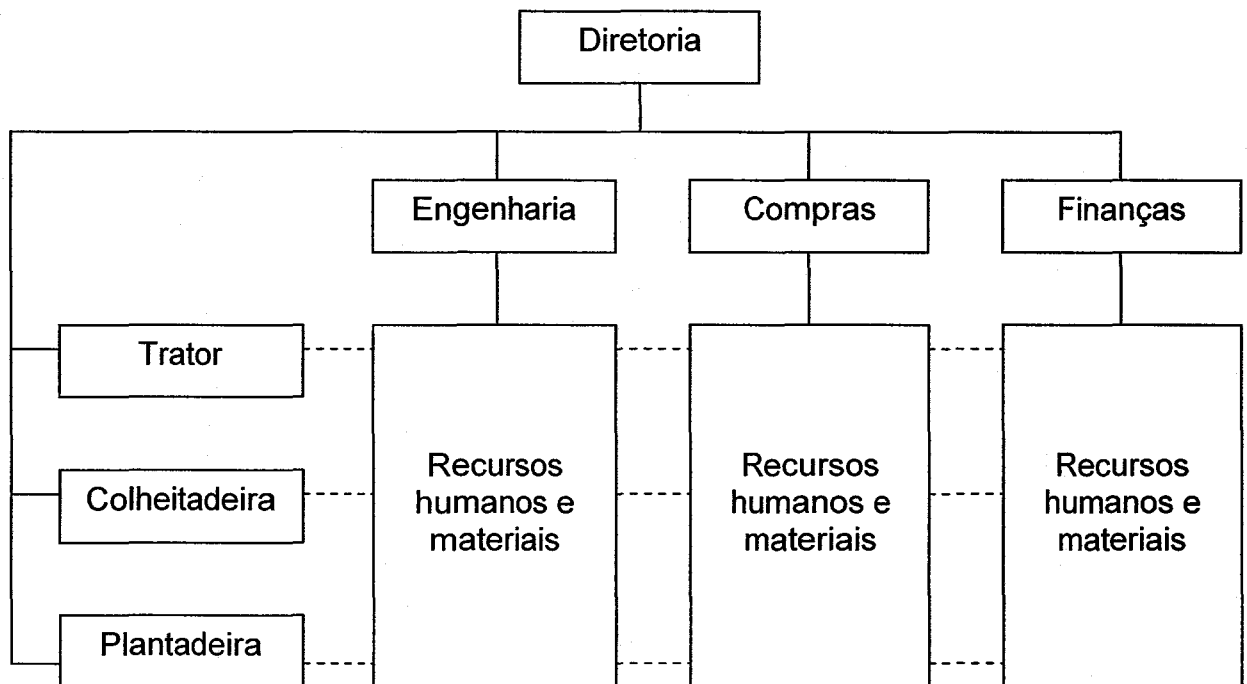 Diretoria
Engenharia
Compras
Finanças
Trator
Colheitadeira
Plantadeira
Recursos
humanos e
materiais
Recursos
humanos e
materiais
Recursos
humanos e
materiais